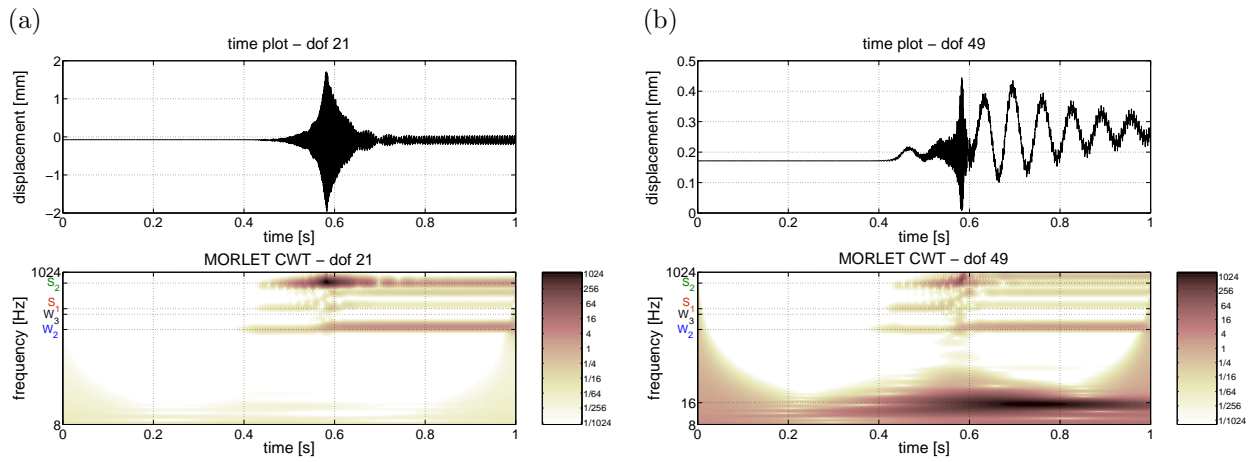 (a)
time plot – dof 21
displacement [mm]
2
1
0
−1
−2
0 0.2 0.4 0.6 0.8 1
time [s]
MORLET CWT – dof 21
frequency [Hz]
1024
S2
S1
W3
W2
8
0 0.2 0.4 0.6 0.8 1
time [s]
1024
256
64
16
4
1
1/4
1/16
1/64
1/256
1/1024
(b)
time plot – dof 49
displacement [mm]
0.5
0.4
0.3
0.2
0.1
0
0 0.2 0.4 0.6 0.8 1
time [s]
MORLET CWT – dof 49
frequency [Hz]
1024
S2
S1
W3
W2
16
8
0 0.2 0.4 0.6 0.8 1
time [s]
1024
256
64
16
4
1
1/4
1/16
1/64
1/256
1/1024